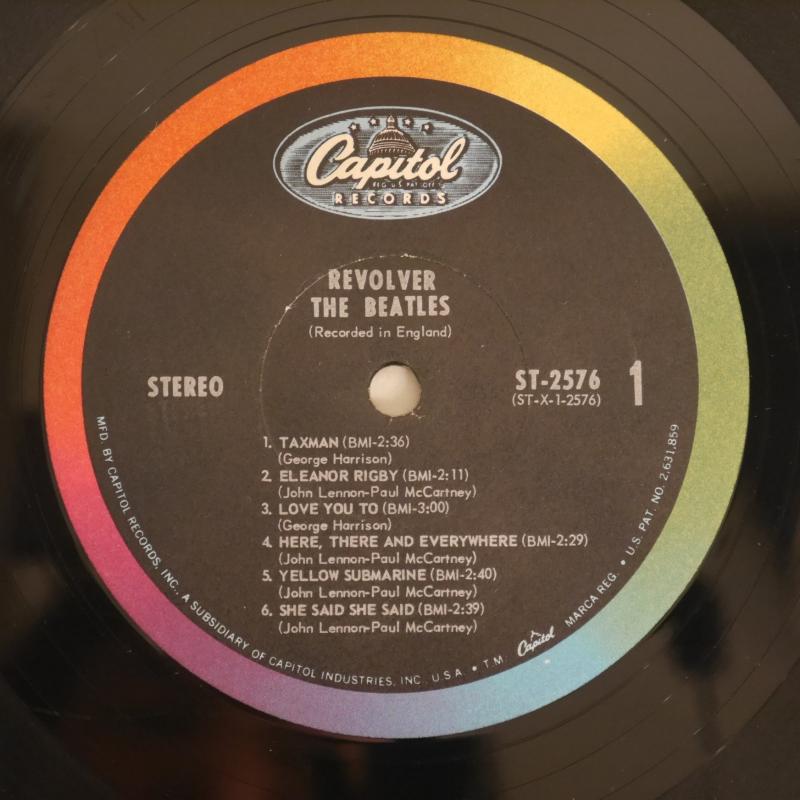 Capitol
REG. U.S. PAT. OFF.
RECORDS
REVOLVER
THE BEATLES
(Recorded in England)
STEREO
ST-2576 1
(ST-X-1-2576)
1. TAXMAN (BMI-2:36)
(George Harrison)
2. ELEANOR RIGBY (BMI-2:11)
(John Lennon-Paul McCartney)
3. LOVE YOU TO (BMI-3:00)
(George Harrison)
4. HERE, THERE AND EVERYWHERE (BMI-2:29)
(John Lennon-Paul McCartney)
5. YELLOW SUBMARINE (BMI-2:40)
(John Lennon-Paul McCartney)
6. SHE SAID SHE SAID (BMI-2:39)
(John Lennon-Paul McCartney)
MFD. BY CAPITOL RECORDS, INC., A SUBSIDIARY OF CAPITOL INDUSTRIES, INC., U.S.A. • T.M. Capitol MARCA REG. • U.S. PAT. NO. 2,631,859